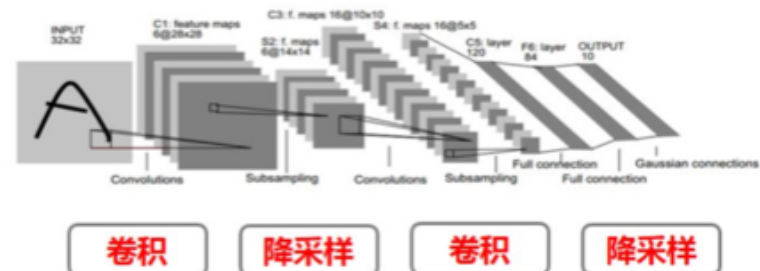 INPUT
32x32
C1: feature maps
6@28x28
S2: f. maps
6@14x14
C3: f. maps 16@10x10
S4: f. maps 16@5x5
C5: layer
120
F6: layer
84
OUTPUT
10
Convolutions
Subsampling
Convolutions
Subsampling
Full connection
Full connection
Gaussian connections
卷积
降采样
卷积
降采样